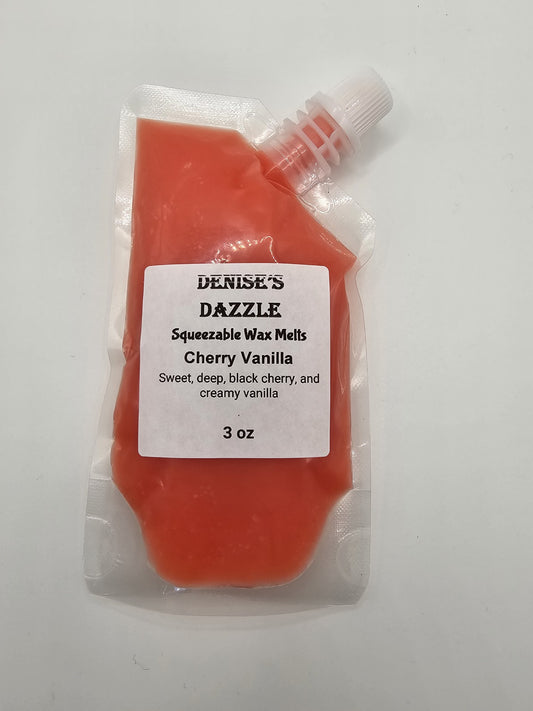 DENISE'S
DAZZLE
Squeezable Wax Melts
Cherry Vanilla
Sweet, deep, black cherry, and
creamy vanilla
.
3 oz